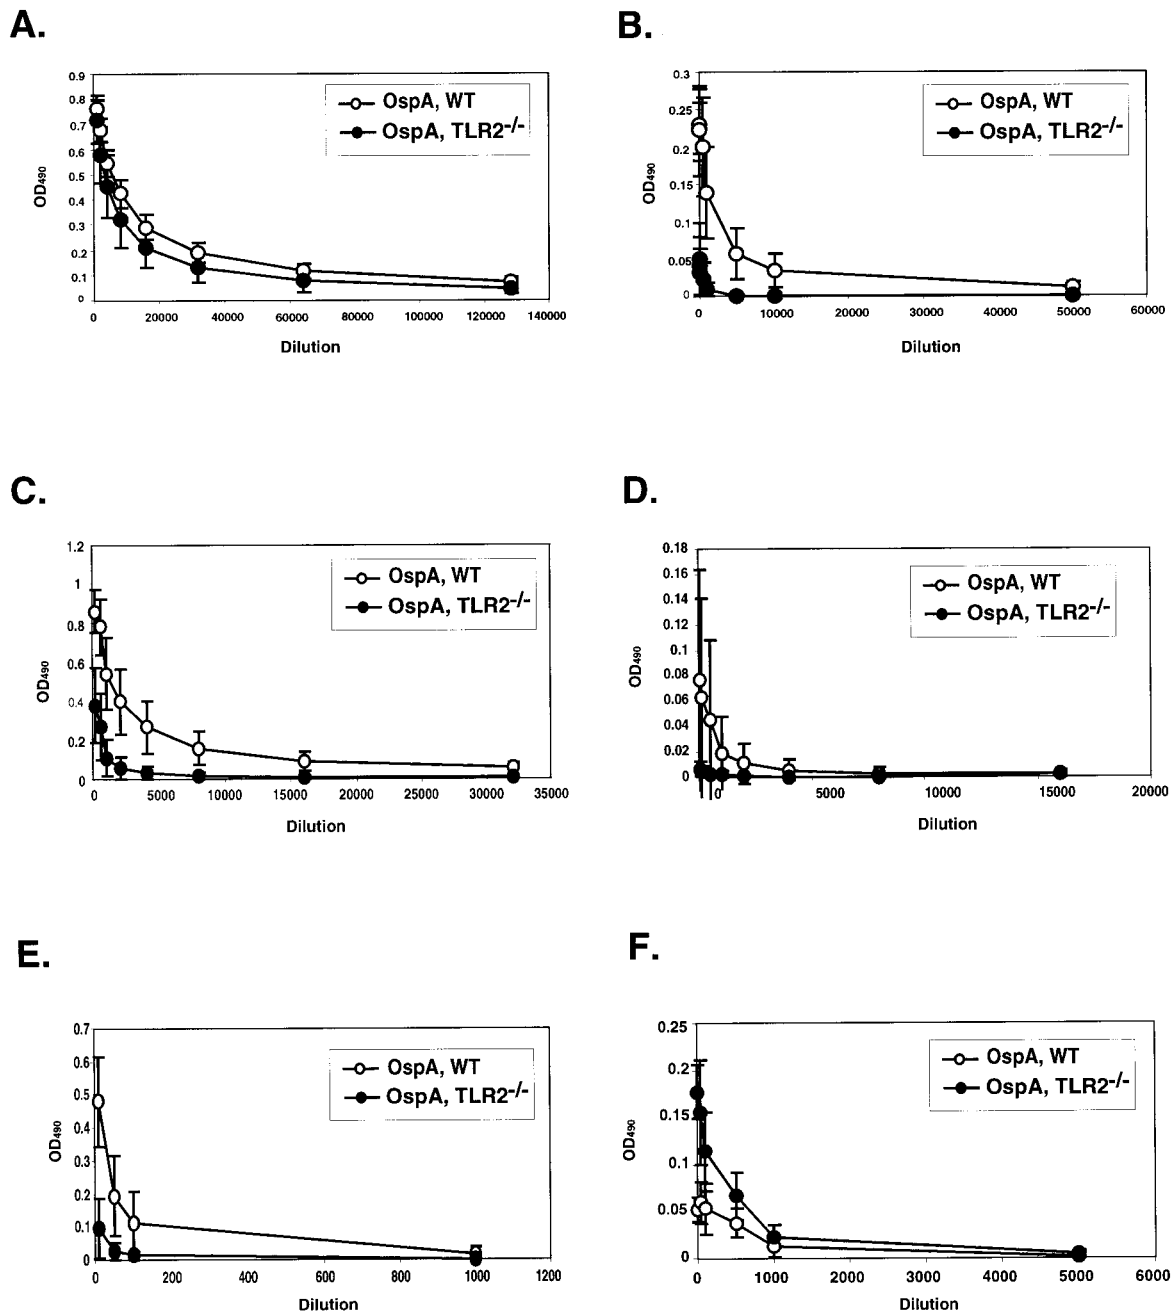 A.
0.9
0.8
0.7
0.6
0.5
0.4
0.3
0.2
0.1
0
OD490
OspA, WT
OspA, TLR2-/-
0 20000 40000 60000 80000 100000 120000 140000
Dilution
B.
0.3
0.25
0.2
0.15
0.1
0.05
0
OD490
OspA, WT
OspA, TLR2-/-
0 10000 20000 30000 40000 50000 60000
Dilution
C.
1.2
1
0.8
0.6
0.4
0.2
0
OD490
OspA, WT
OspA, TLR2-/-
0 5000 10000 15000 20000 25000 30000 35000
Dilution
D.
0.18
0.16
0.14
0.12
0.1
0.08
0.06
0.04
0.02
0
OD490
OspA, WT
OspA, TLR2-/-
0 5000 10000 15000 20000
Dilution
E.
0.7
0.6
0.5
0.4
0.3
0.2
0.1
0
OD490
OspA, WT
OspA, TLR2-/-
0 200 400 600 800 1000 1200
Dilution
F.
0.25
0.2
0.15
0.1
0.05
0
OD490
OspA, WT
OspA, TLR2-/-
0 1000 2000 3000 4000 5000 6000
Dilution